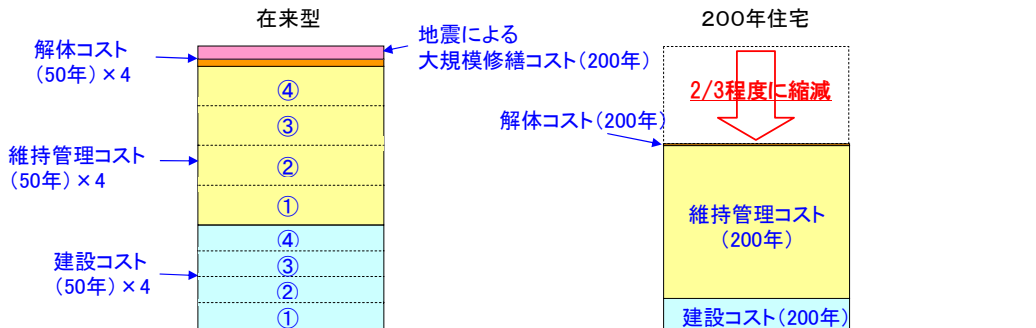 在来型
200年住宅
解体コスト
(50年)×4
地震による
大規模修繕コスト(200年)
④
③
②
①
維持管理コスト
(50年)×4
④
③
②
①
建設コスト
(50年)×4
2/3程度に縮減
解体コスト(200年)
維持管理コスト
(200年)
建設コスト(200年)